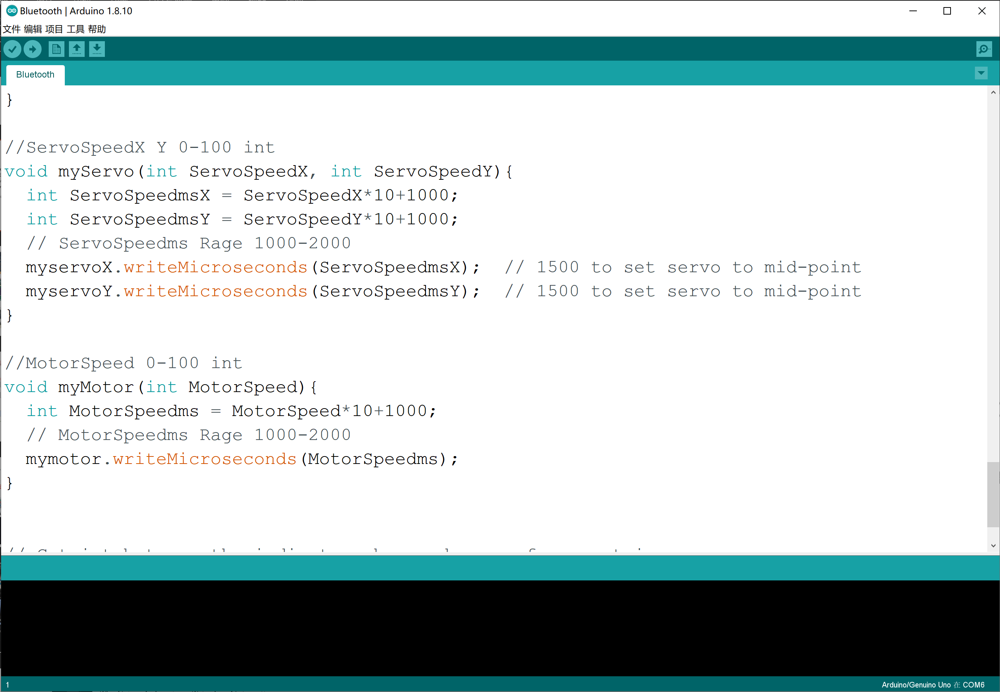 Bluetooth | Arduino 1.8.10
文件 编辑 项目 工具 帮助
Bluetooth
}
//ServoSpeedX Y 0-100 int
void myServo(int ServoSpeedX, int ServoSpeedY){
int ServoSpeedmsX = ServoSpeedX*10+1000;
int ServoSpeedmsY = ServoSpeedY*10+1000;
// ServoSpeedms Rage 1000-2000
myservoX.writeMicroseconds(ServoSpeedmsX); // 1500 to set servo to mid-point
myservoY.writeMicroseconds(ServoSpeedmsY); // 1500 to set servo to mid-point
}
//MotorSpeed 0-100 int
void myMotor(int MotorSpeed){
int MotorSpeedms = MotorSpeed*10+1000;
// MotorSpeedms Rage 1000-2000
mymotor.writeMicroseconds(MotorSpeedms);
}
1
Arduino/Genuino Uno 在 COM6